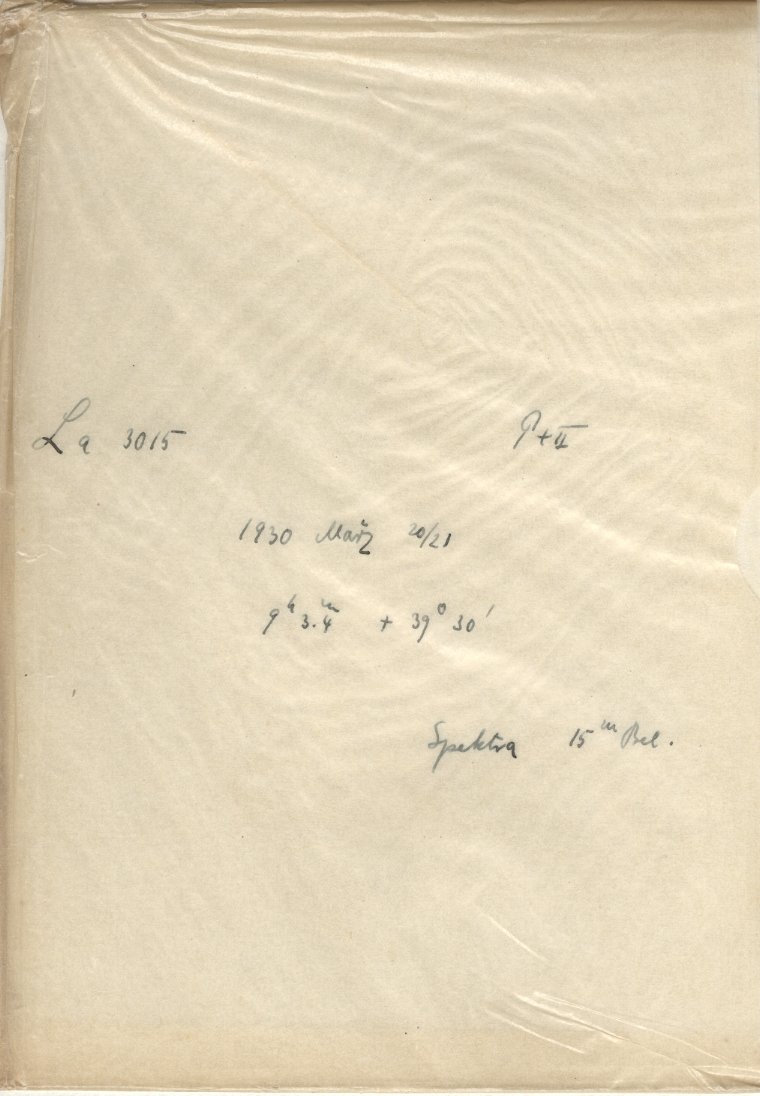 La 3015 P+II
1930 März 20/21
9h 3.4m + 39° 30'
Spektra 15m Bel.